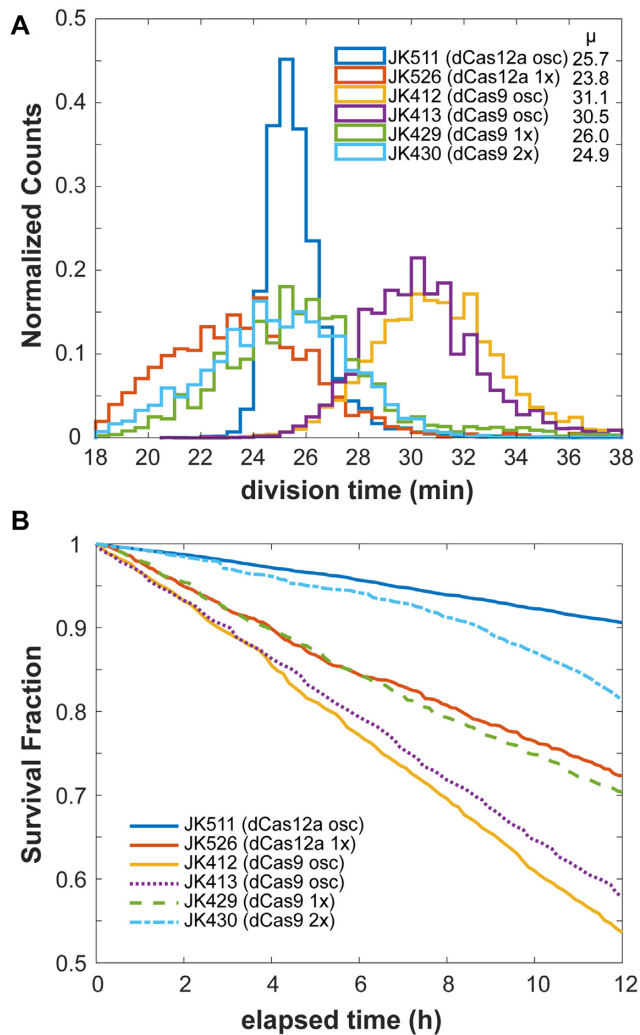 A
0.5
0.4
0.3
0.2
0.1
0
Normalized Counts
μ
JK511 (dCas12a osc) 25.7
JK526 (dCas12a 1x) 23.8
JK412 (dCas9 osc) 31.1
JK413 (dCas9 osc) 30.5
JK429 (dCas9 1x) 26.0
JK430 (dCas9 2x) 24.9
18 20 22 24 26 28 30 32 34 36 38
division time (min)
B
1
0.9
0.8
0.7
0.6
0.5
Survival Fraction
JK511 (dCas12a osc)
JK526 (dCas12a 1x)
JK412 (dCas9 osc)
JK413 (dCas9 osc)
JK429 (dCas9 1x)
JK430 (dCas9 2x)
0 2 4 6 8 10 12
elapsed time (h)